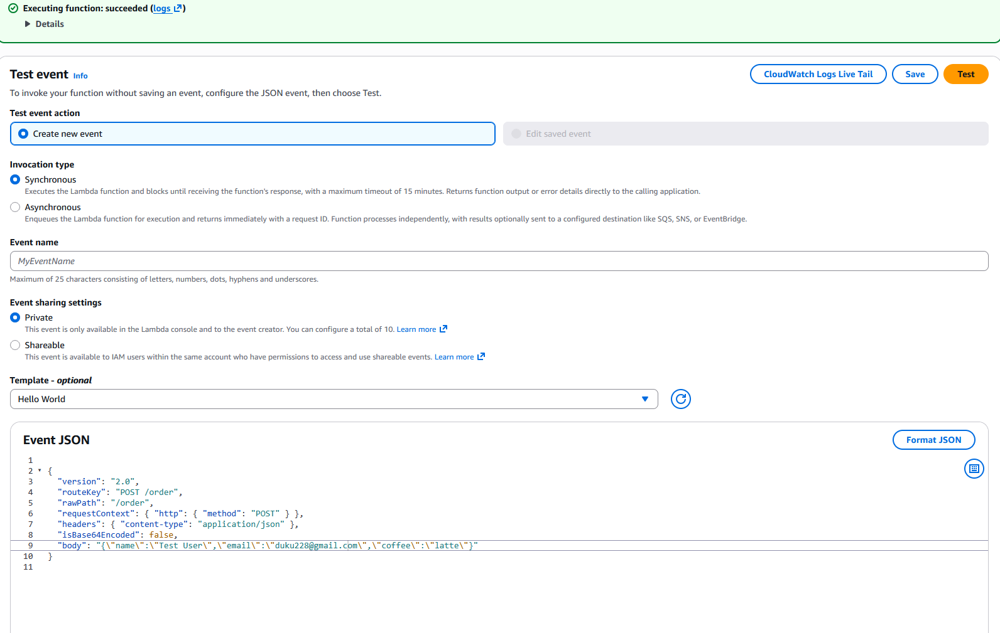 Executing function: succeeded (logs)
Details
Test event Info
CloudWatch Logs Live Tail
Save
Test
To invoke your function without saving an event, configure the JSON event, then choose Test.
Test event action
Create new event
Edit saved event
Invocation type
Synchronous
Executes the Lambda function and blocks until receiving the function's response, with a maximum timeout of 15 minutes. Returns function output or error details directly to the calling application.
Asynchronous
Enqueues the Lambda function for execution and returns immediately with a request ID. Function processes independently, with results optionally sent to a configured destination like SQS, SNS, or EventBridge.
Event name
MyEventName
Maximum of 25 characters consisting of letters, numbers, dots, hyphens and underscores.
Event sharing settings
Private
This event is only available in the Lambda console and to the event creator. You can configure a total of 10. Learn more
Shareable
This event is available to IAM users within the same account who have permissions to access and use shareable events. Learn more
Template - optional
Hello World
Event JSON
Format JSON
1
2 {
3 "version": "2.0",
4 "routeKey": "POST /order",
5 "rawPath": "/order",
6 "requestContext": { "http": { "method": "POST" } },
7 "headers": { "content-type": "application/json" },
8 "isBase64Encoded": false,
9 "body": "{\"name\":\"Test User\",\"email\":\"duku228@gmail.com\",\"coffee\":\"latte\"}"
10 }
11